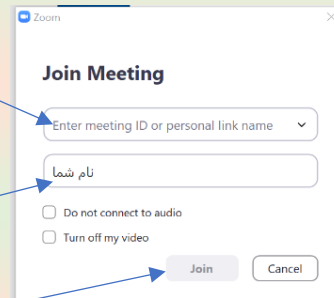 Zoom
Join Meeting
Enter meeting ID or personal link name
نام شما
Do not connect to audio
Turn off my video
Join Cancel